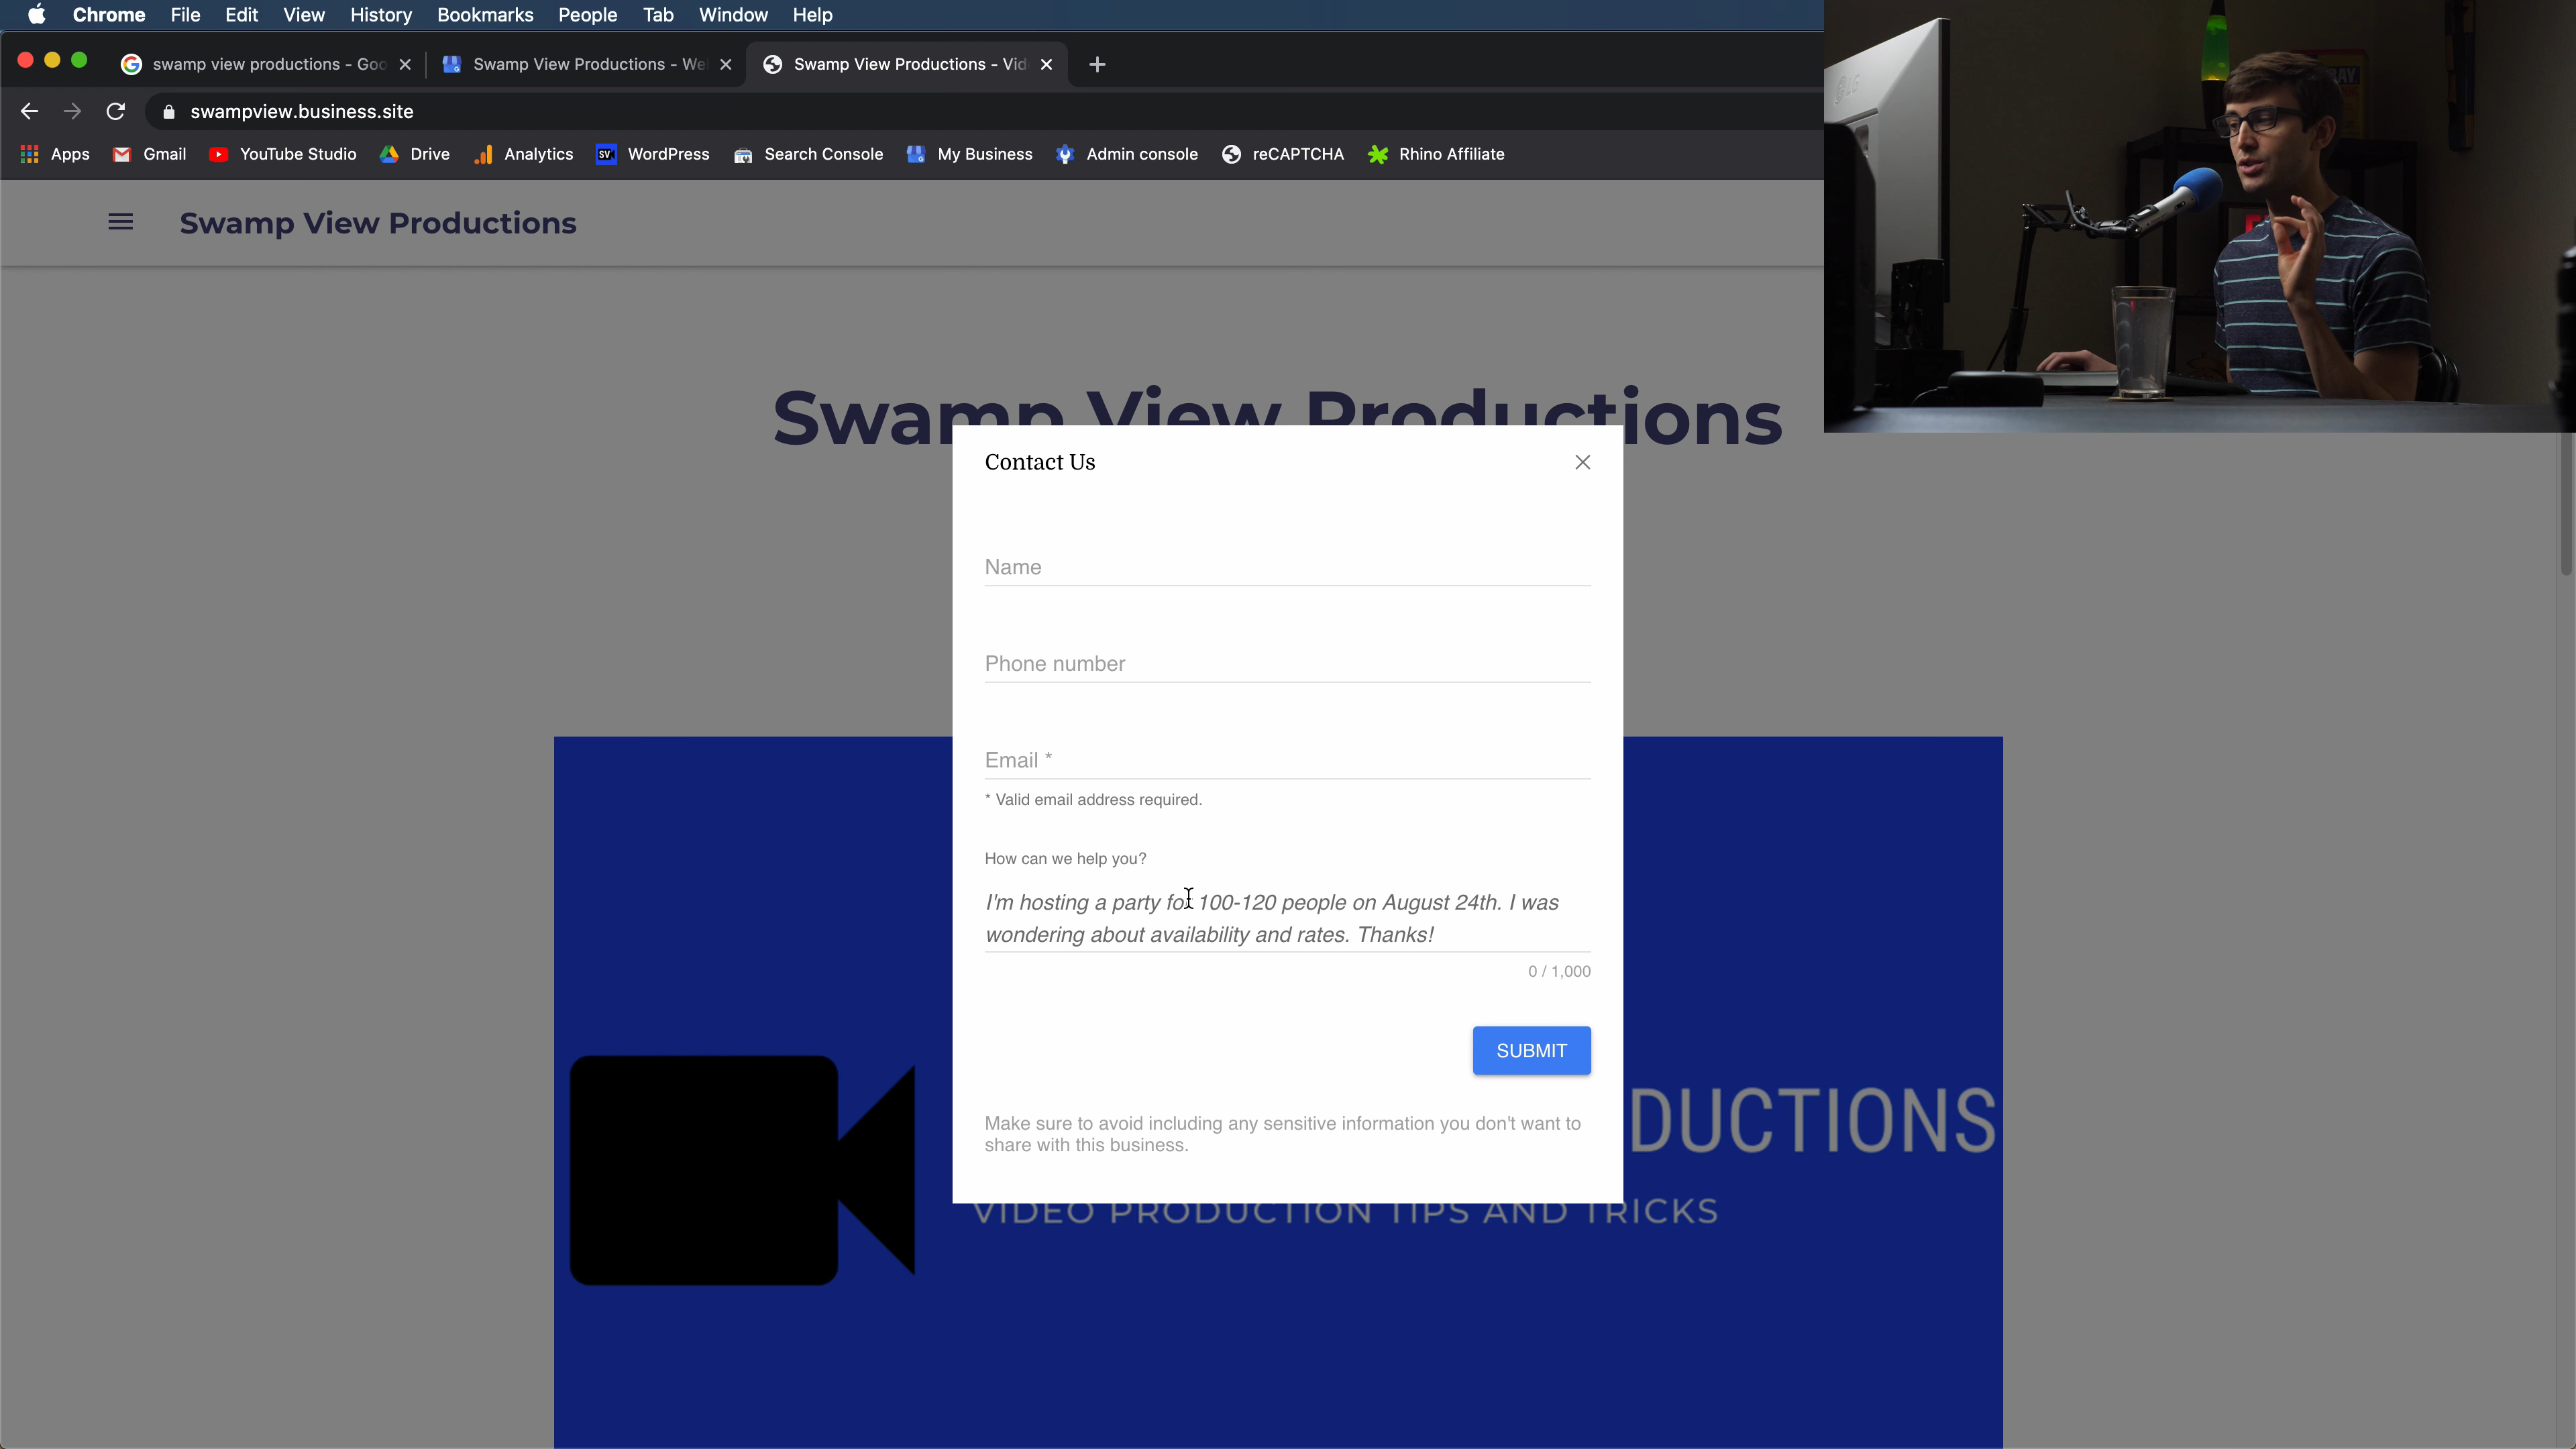 Chrome File Edit View History Bookmarks People Tab Window Help
swamp view productions - Goo
Swamp View Productions - We
Swamp View Productions - Vid
swampview.business.site
Apps Gmail YouTube Studio Drive Analytics SV WordPress Search Console My Business Admin console reCAPTCHA Rhino Affiliate
Swamp View Productions
Swamp View Productions
Contact Us
Name
Phone number
Email *
* Valid email address required.
How can we help you?
I'm hosting a party for 100-120 people on August 24th. I was
wondering about availability and rates. Thanks!
0 / 1,000
SUBMIT
Make sure to avoid including any sensitive information you don't want to
share with this business.
DUCTIONS
VIDEO PRODUCTION TIPS AND TRICKS
LG